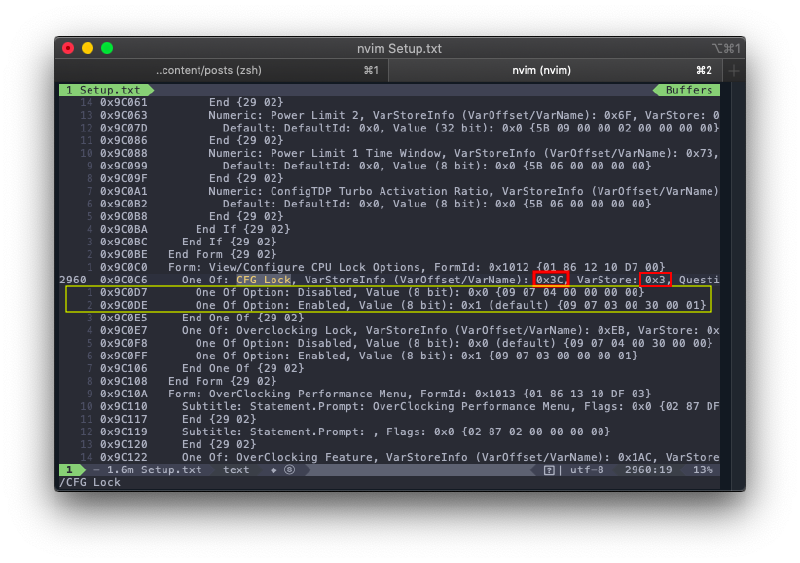 nvim Setup.txt ⌥⌘1
..content/posts (zsh) ⌘1 nvim (nvim) ⌘2 +
1 Setup.txt Buffers
14 0x9C061 End {29 02}
13 0x9C063 Numeric: Power Limit 2, VarStoreInfo (VarOffset/VarName): 0x6F, VarStore: 0
12 0x9C07D Default: DefaultId: 0x0, Value (32 bit): 0x0 {5B 09 00 00 02 00 00 00 00}
11 0x9C086 End {29 02}
10 0x9C088 Numeric: Power Limit 1 Time Window, VarStoreInfo (VarOffset/VarName): 0x73,
9 0x9C099 Default: DefaultId: 0x0, Value (8 bit): 0x0 {5B 06 00 00 00 00}
8 0x9C09F End {29 02}
7 0x9C0A1 Numeric: ConfigTDP Turbo Activation Ratio, VarStoreInfo (VarOffset/VarName)
6 0x9C0B2 Default: DefaultId: 0x0, Value (8 bit): 0x0 {5B 06 00 00 00 00}
5 0x9C0B8 End {29 02}
4 0x9C0BA End If {29 02}
3 0x9C0BC End If {29 02}
2 0x9C0BE End Form {29 02}
1 0x9C0C0 Form: View/Configure CPU Lock Options, FormId: 0x1012 {01 86 12 10 D7 00}
2960 0x9C0C6 One Of: CFG Lock, VarStoreInfo (VarOffset/VarName): 0x3C, VarStore: 0x3, Questi
1 0x9C0D7 One Of Option: Disabled, Value (8 bit): 0x0 {09 07 04 00 00 00 00}
2 0x9C0DE One Of Option: Enabled, Value (8 bit): 0x1 (default) {09 07 03 00 30 00 01}
3 0x9C0E5 End One Of {29 02}
4 0x9C0E7 One Of: Overclocking Lock, VarStoreInfo (VarOffset/VarName): 0xEB, VarStore: 0x
5 0x9C0F8 One Of Option: Disabled, Value (8 bit): 0x0 (default) {09 07 04 00 30 00 00}
6 0x9C0FF One Of Option: Enabled, Value (8 bit): 0x1 {09 07 03 00 00 00 01}
7 0x9C106 End One Of {29 02}
8 0x9C108 End Form {29 02}
9 0x9C10A Form: OverClocking Performance Menu, FormId: 0x1013 {01 86 13 10 DF 03}
10 0x9C110 Subtitle: Statement.Prompt: OverClocking Performance Menu, Flags: 0x0 {02 87 DF
11 0x9C117 End {29 02}
12 0x9C119 Subtitle: Statement.Prompt: , Flags: 0x0 {02 87 02 00 00 00 00}
13 0x9C120 End {29 02}
14 0x9C122 One Of: OverClocking Feature, VarStoreInfo (VarOffset/VarName): 0x1AC, VarStore
1 - 1.6m Setup.txt text utf-8 2960:19 13%
/CFG Lock